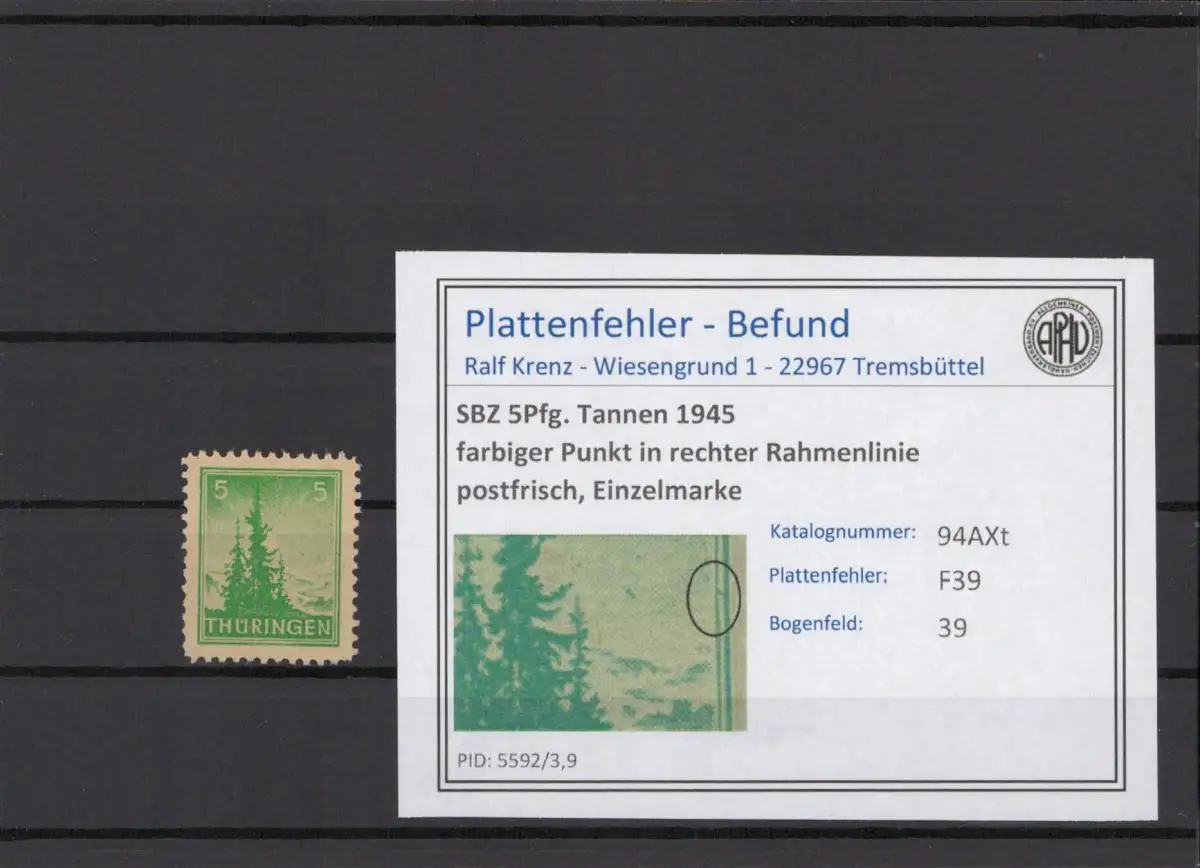 5 5
THÜRINGEN
Plattenfehler - Befund
Ralf Krenz - Wiesengrund 1 - 22967 Tremsbüttel
APHV
SBZ 5Pfg. Tannen 1945
farbiger Punkt in rechter Rahmenlinie
postfrisch, Einzelmarke
Katalognummer: 94AXt
Plattenfehler: F39
Bogenfeld: 39
PID: 5592/3,9